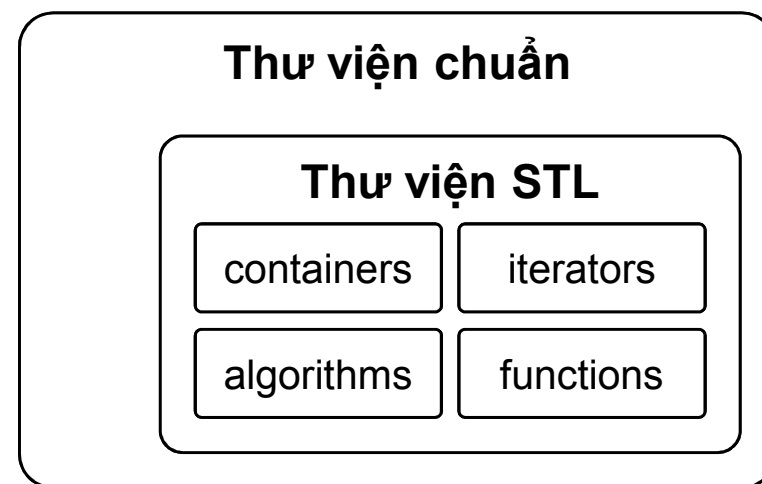 Thư viện chuẩn
Thư viện STL
containers
iterators
algorithms
functions